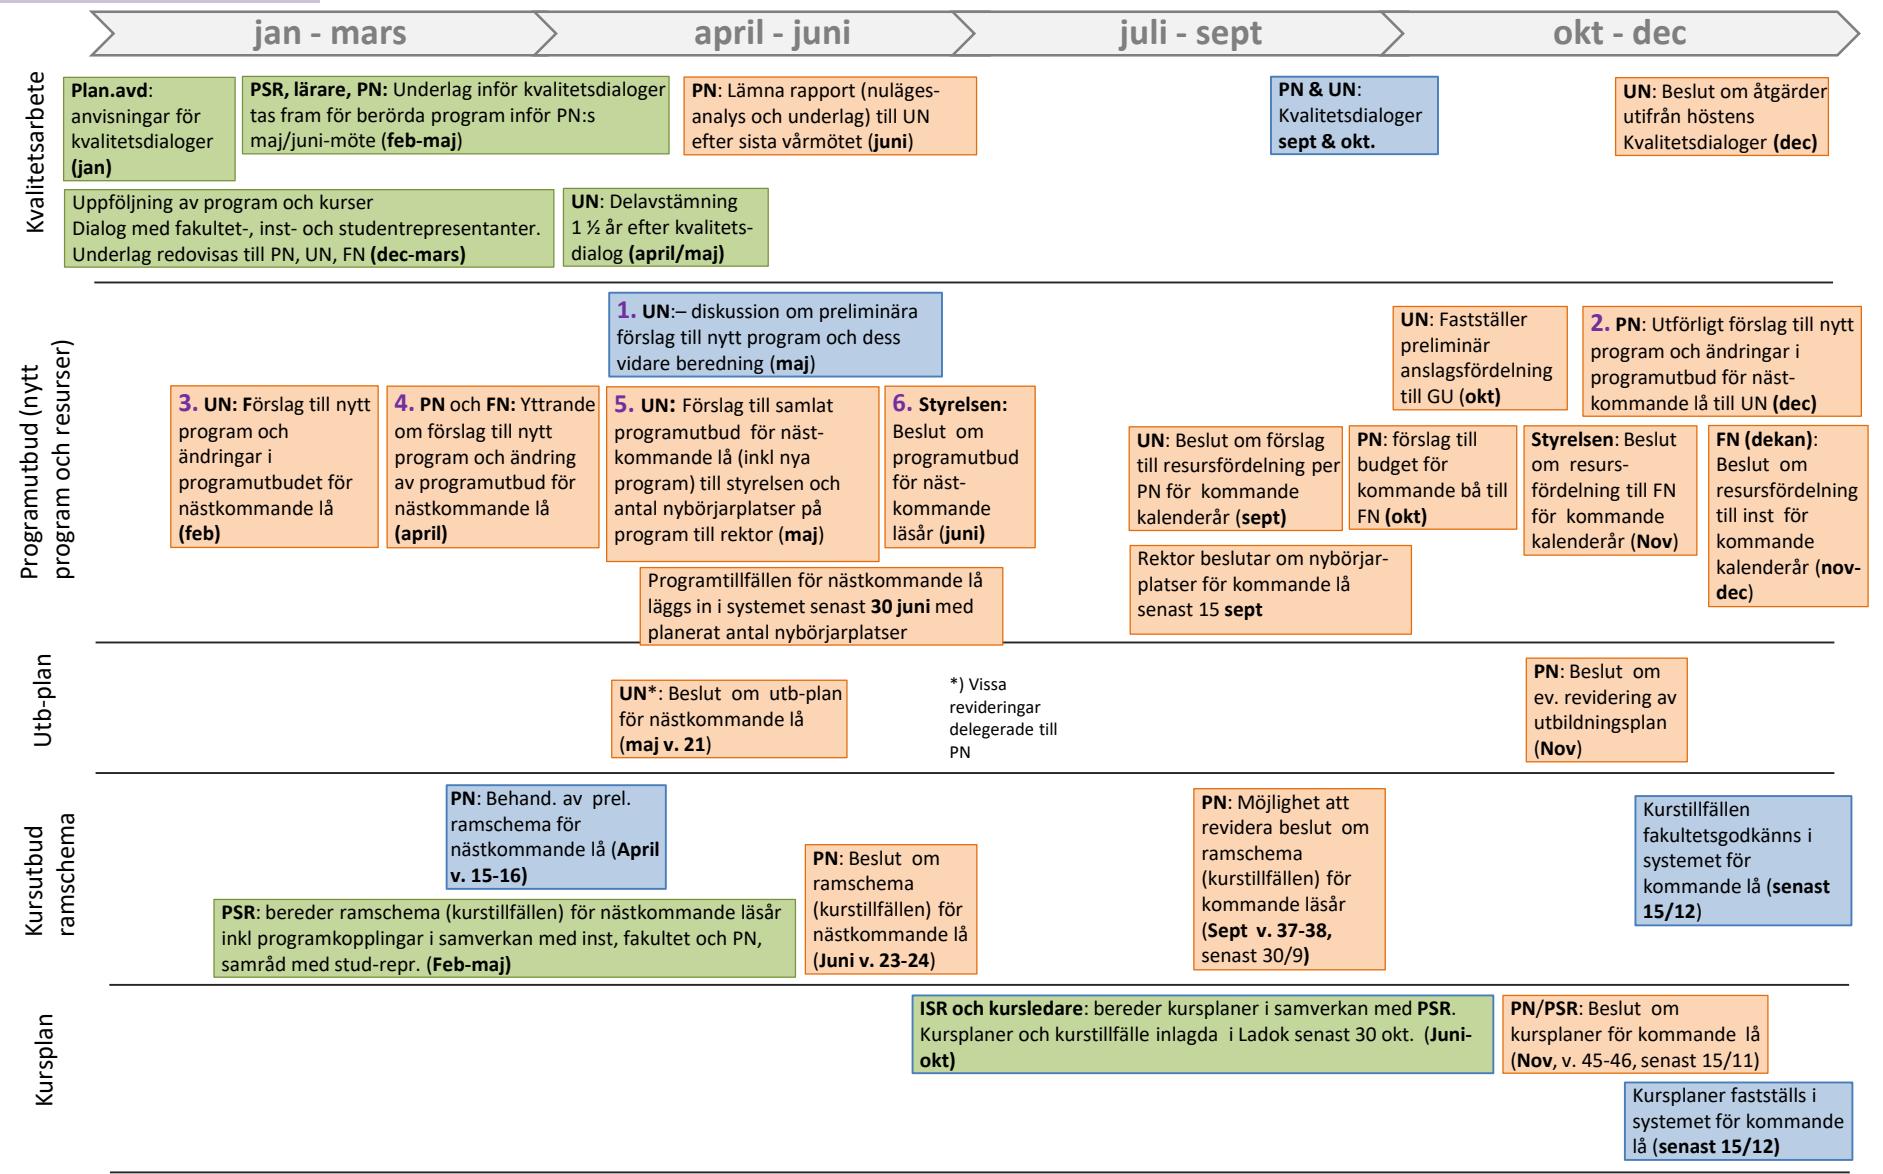 jan - mars
april - juni
juli - sept
okt - dec
Kvalitetsarbete
Plan.avd:
anvisningar för
kvalitetsdialoger
(jan)
PSR, lärare, PN: Underlag inför kvalitetsdialoger
tas fram för berörda program inför PN:s
maj/juni-möte (feb-maj)
PN: Lämna rapport (nuläges-
analys och underlag) till UN
efter sista vårmötet (juni)
PN & UN:
Kvalitetsdialoger
sept & okt.
UN: Beslut om åtgärder
utifrån höstens
Kvalitetsdialoger (dec)
Uppföljning av program och kurser
Dialog med fakultet-, inst- och studentrepresentanter.
Underlag redovisas till PN, UN, FN (dec-mars)
UN: Delavstämning
1 ½ år efter kvalitets-
dialog (april/maj)
Programutbud (nytt
program och resurser)
1. UN:– diskussion om preliminära
förslag till nytt program och dess
vidare beredning (maj)
UN: Fastställer
preliminär
anslagsfördelning
till GU (okt)
2. PN: Utförligt förslag till nytt
program och ändringar i
programutbud för näst-
kommande lå till UN (dec)
3. UN: Förslag till nytt
program och
ändringar i
programutbudet för
nästkommande lå
(feb)
4. PN och FN: Yttrande
om förslag till nytt
program och ändring
av programutbud för
nästkommande lå
(april)
5. UN: Förslag till samlat
programutbud för näst-
kommande lå (inkl nya
program) till styrelsen och
antal nybörjarplatser på
program till rektor (maj)
6. Styrelsen:
Beslut om
programutbud
för näst-
kommande
läsår (juni)
UN: Beslut om förslag
till resursfördelning per
PN för kommande
kalenderår (sept)
PN: förslag till
budget för
kommande bå till
FN (okt)
Styrelsen: Beslut
om resurs-
fördelning till FN
för kommande
kalenderår (Nov)
FN (dekan):
Beslut om
resursfördelning
till inst för
kommande
kalenderår (nov-
dec)
Programtillfällen för nästkommande lå
läggs in i systemet senast 30 juni med
planerat antal nybörjarplatser
Rektor beslutar om nybörjar-
platser för kommande lå
senast 15 sept
Utb-plan
UN*: Beslut om utb-plan
för nästkommande lå
(maj v. 21)
*) Vissa
revideringar
delegerade till
PN
PN: Beslut om
ev. revidering av
utbildningsplan
(Nov)
Kursutbud
ramschema
PN: Behand. av prel.
ramschema för
nästkommande lå (April
v. 15-16)
PSR: bereder ramschema (kurstillfällen) för nästkommande läsår
inkl programkopplingar i samverkan med inst, fakultet och PN,
samråd med stud-repr. (Feb-maj)
PN: Beslut om
ramschema
(kurstillfällen) för
nästkommande lå
(Juni v. 23-24)
PN: Möjlighet att
revidera beslut om
ramschema
(kurstillfällen) för
kommande läsår
(Sept v. 37-38,
senast 30/9)
Kurstillfällen
fakultetsgodkänns i
systemet för
kommande lå (senast
15/12)
Kursplan
ISR och kursledare: bereder kursplaner i samverkan med PSR.
Kursplaner och kurstillfälle inlagda i Ladok senast 30 okt. (Juni-
okt)
PN/PSR: Beslut om
kursplaner för kommande lå
(Nov, v. 45-46, senast 15/11)
Kursplaner fastställs i
systemet för kommande
lå (senast 15/12)